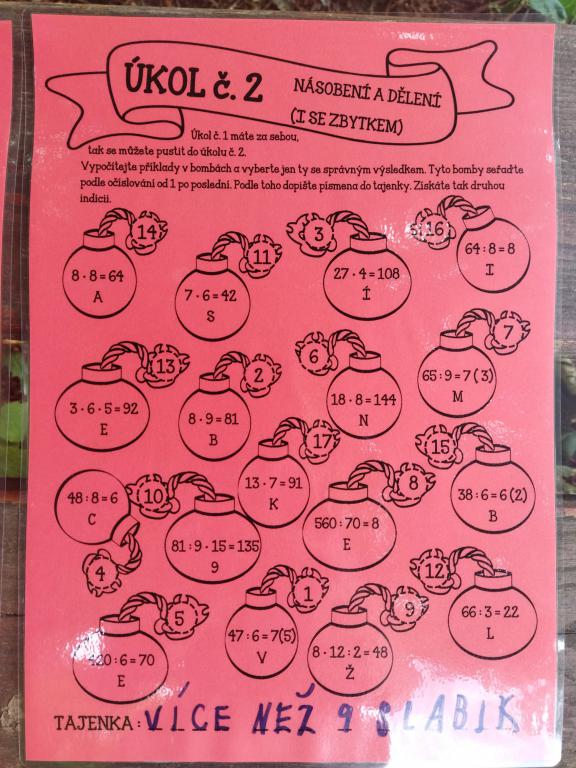 ÚKOL č. 2
NÁSOBENÍ A DĚLENÍ
(I SE ZBYTKEM)
Úkol č. 1 máte za sebou,
tak se můžete pustit do úkolu č. 2.
Vypočítejte příklady v bombách a vyberte jen ty se správným výsledkem. Tyto bomby seřaďte
podle očíslování od 1 po poslední. Podle toho dopište písmena do tajenky. Získáte tak druhou
indicii.
14
8 · 8 = 64
A
11
7 · 6 = 42
S
3
27 · 4 = 108
Í
16
64 : 8 = 8
I
13
3 · 6 · 5 = 92
E
2
8 · 9 = 81
B
6
18 · 8 = 144
N
7
65 : 9 = 7 (3)
M
48 : 8 = 6
C
4
10
81 : 9 · 15 = 135
9
17
13 · 7 = 91
K
8
560 : 70 = 8
E
15
38 : 6 = 6 (2)
B
5
420 : 6 = 70
E
1
47 : 6 = 7(5)
V
9
8 · 12 : 2 = 48
Ž
12
66 : 3 = 22
L
TAJENKA: VÍCE NEŽ 9 SLABIK